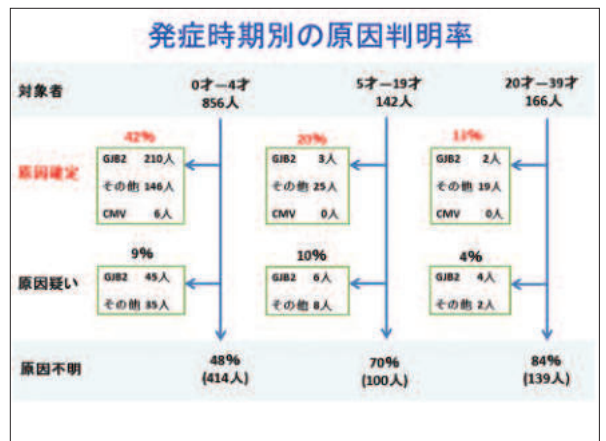 発症時期別の原因判明率
対象者
0才―4才
856人
5才―19才
142人
20才―39才
166人
原因確定
42%
GJB2 210人
その他 146人
CMV 6人
20%
GJB2 3人
その他 25人
CMV 0人
13%
GJB2 2人
その他 19人
CMV 0人
原因疑い
9%
GJB2 45人
その他 35人
10%
GJB2 6人
その他 8人
4%
GJB2 4人
その他 2人
原因不明
48%
(414人)
70%
(100人)
84%
(139人)